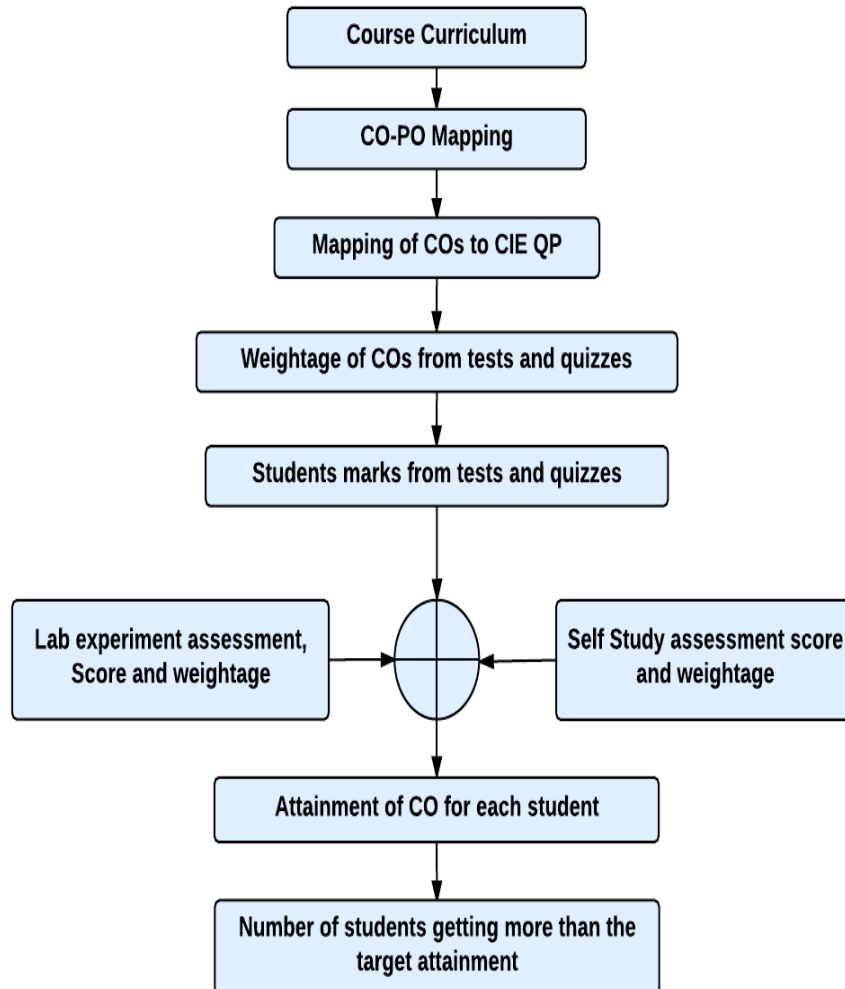 Course Curriculum
CO-PO Mapping
Mapping of COs to CIE QP
Weightage of COs from tests and quizzes
Students marks from tests and quizzes
Lab experiment assessment,
Score and weightage
Self Study assessment score
and weightage
Attainment of CO for each student
Number of students getting more than the
target attainment